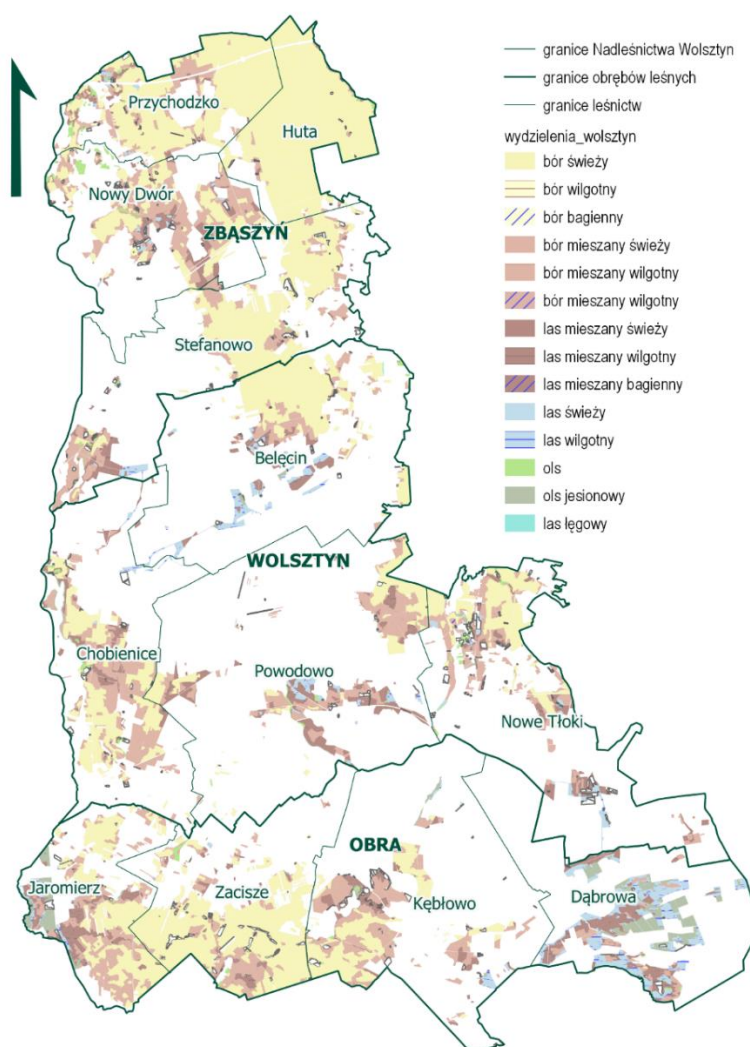 granice Nadleśnictwa Wolsztyn
granice obrębów leśnych
granice leśnictw
wydzielenia_wolsztyn
bór świeży
bór wilgotny
bór bagienny
bór mieszany świeży
bór mieszany wilgotny
bór mieszany wilgotny
las mieszany świeży
las mieszany wilgotny
las mieszany bagienny
las świeży
las wilgotny
ols
ols jesionowy
las łęgowy
Przychodzko
Huta
Nowy Dwór
ZBĄSZYŃ
Stefanowo
Belęcin
WOLSZTYN
Chobienice
Powodowo
Nowe Tłoki
OBRA
Jaromierz
Zacisze
Kębłowo
Dąbrowa